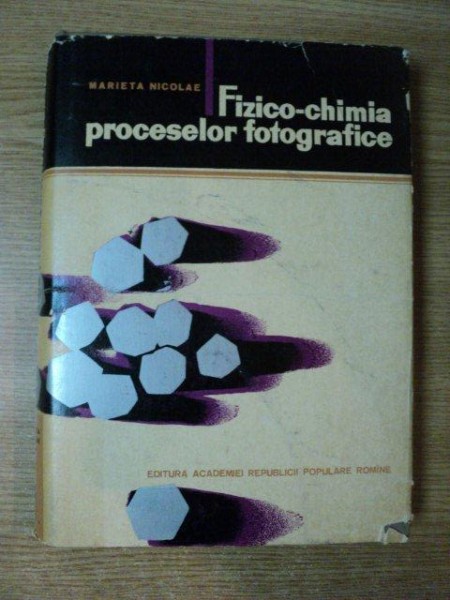 MARIETA NICOLAE
Fizico-chimia
proceselor fotografice
EDITURA ACADEMIEI REPUBLICII POPULARE ROMÎNE